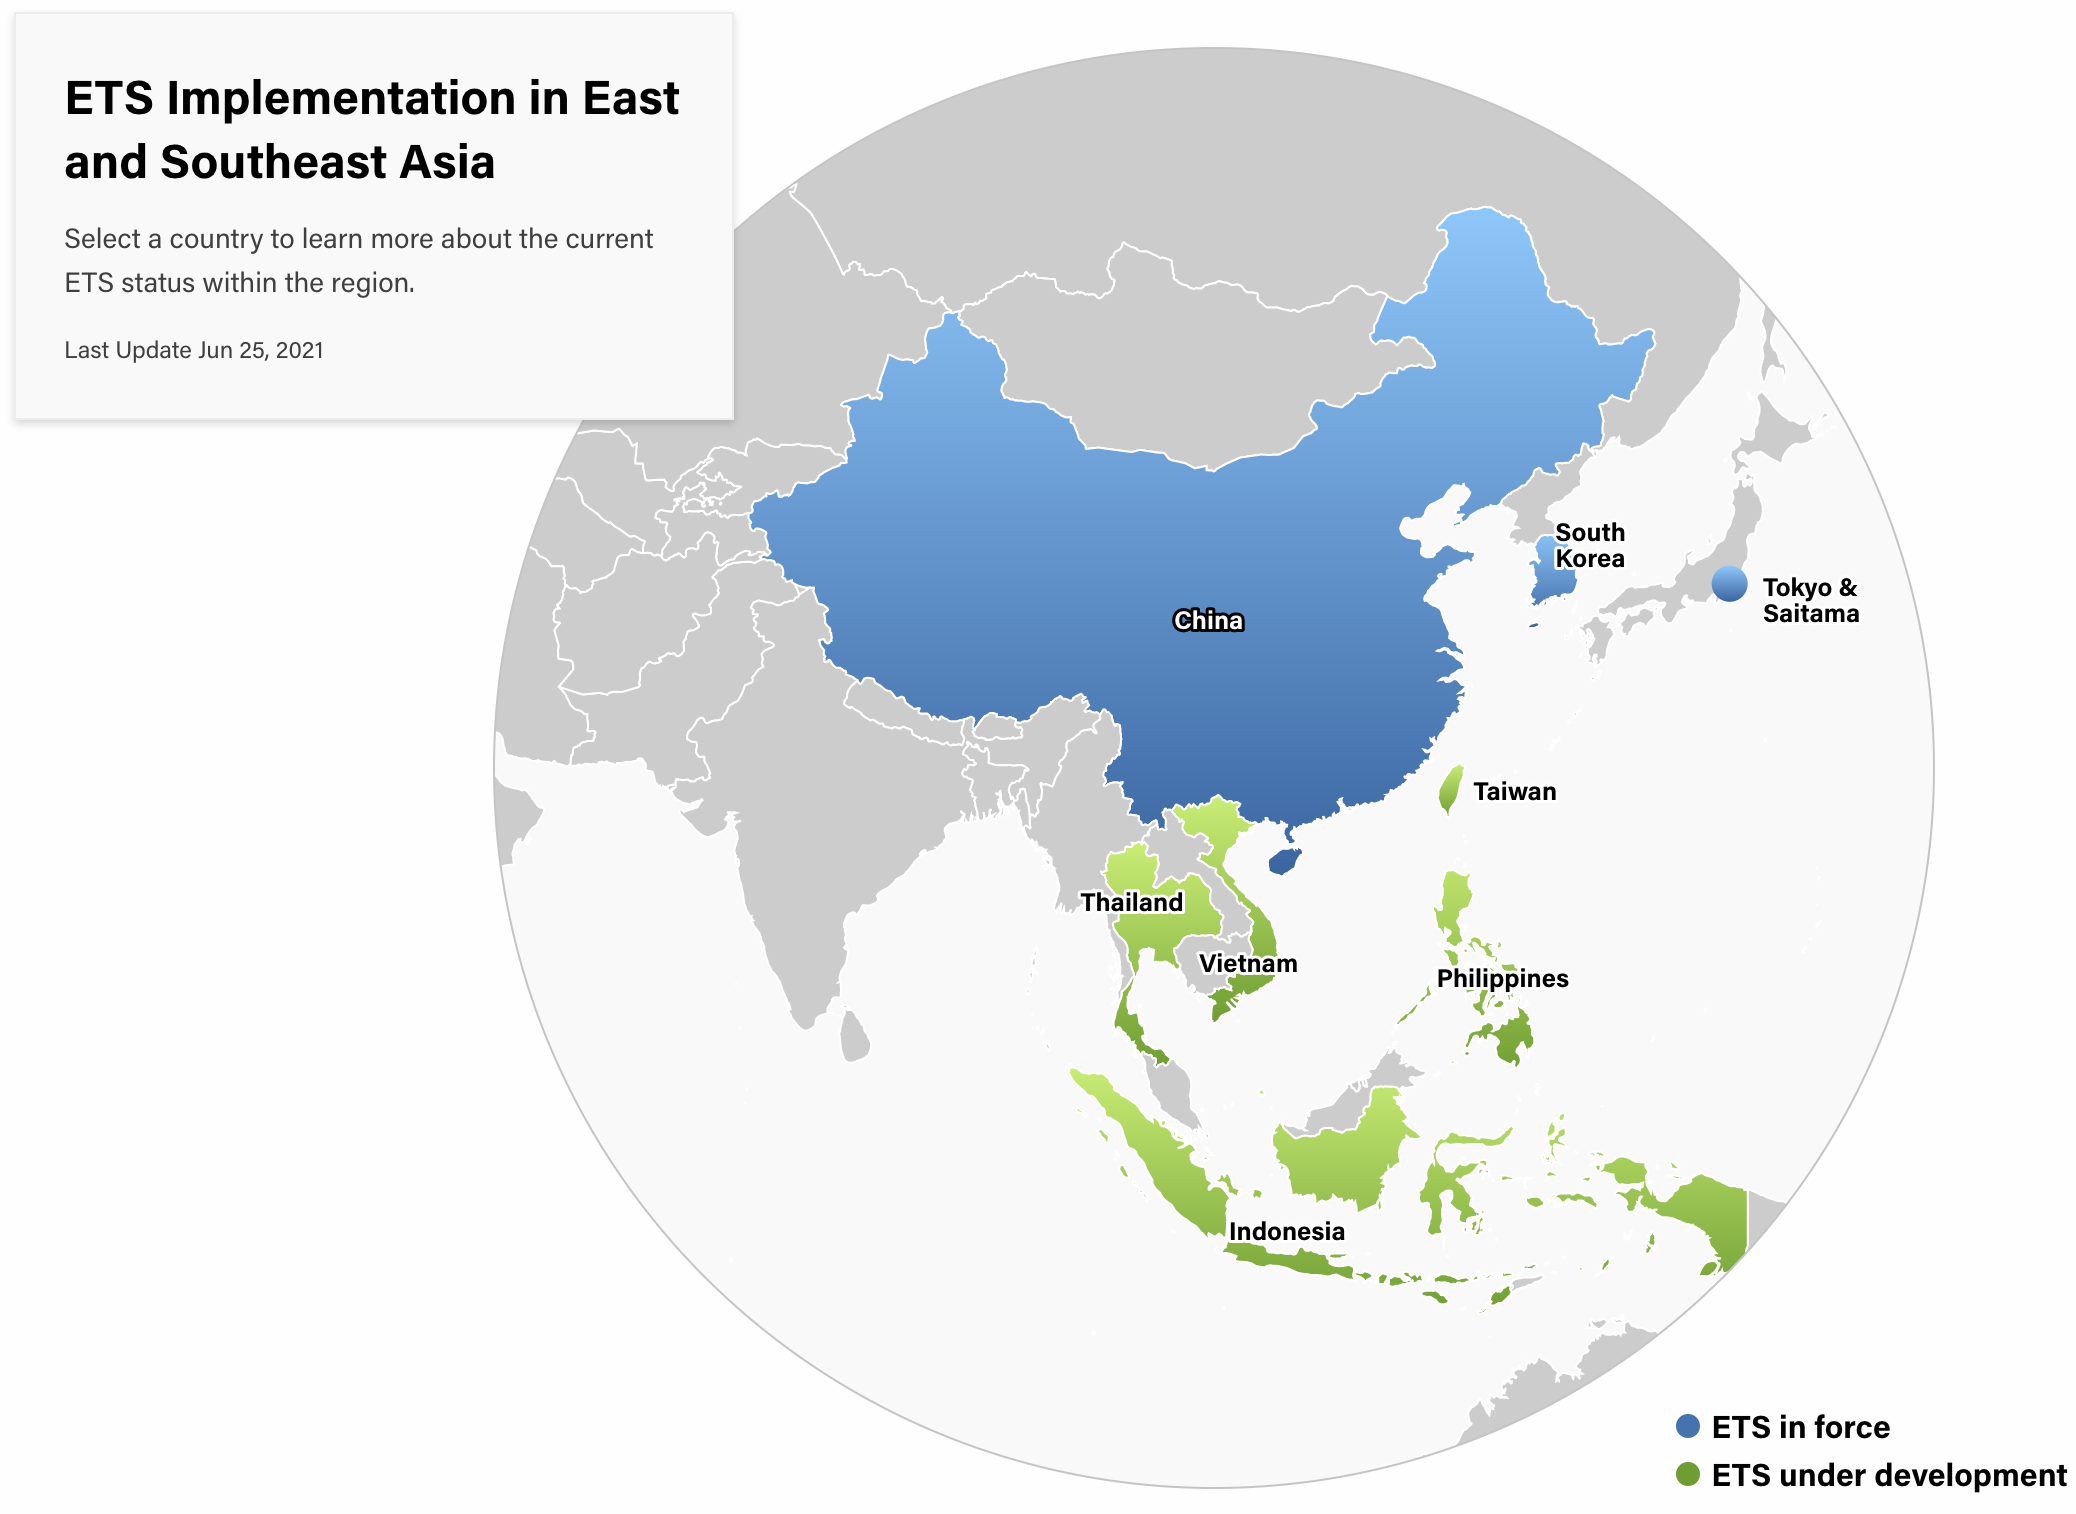 ETS Implementation in East
and Southeast Asia
Select a country to learn more about the current
ETS status within the region.
Last Update Jun 25, 2021
South
Korea
Tokyo &
Saitama
China
Taiwan
Thailand
Vietnam
Philippines
Indonesia
ETS in force
ETS under development